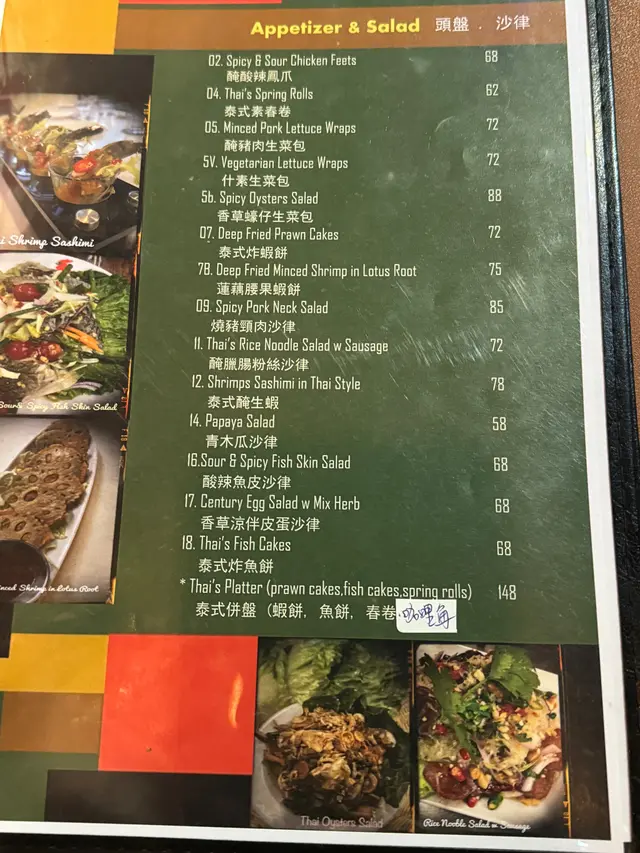 Appetizer & Salad 頭盤 . 沙律
02. Spicy & Sour Chicken Feets 68
醃酸辣鳳爪
04. Thai's Spring Rolls 62
泰式素春卷
05. Minced Pork Lettuce Wraps 72
醃豬肉生菜包
5V. Vegetarian Lettuce Wraps 72
什素生菜包
5b. Spicy Oysters Salad 88
香草蠔仔生菜包
07. Deep Fried Prawn Cakes 72
泰式炸蝦餅
7B. Deep Fried Minced Shrimp in Lotus Root 75
蓮藕腰果蝦餅
09. Spicy Pork Neck Salad 85
燒豬頸肉沙律
11. Thai's Rice Noodle Salad w Sausage 72
醃臘腸粉絲沙律
12. Shrimps Sashimi in Thai Style 78
泰式醃生蝦
14. Papaya Salad 58
青木瓜沙律
16.Sour & Spicy Fish Skin Salad 68
酸辣魚皮沙律
17. Century Egg Salad w Mix Herb 68
香草涼伴皮蛋沙律
18. Thai's Fish Cakes 68
泰式炸魚餅
* Thai's Platter (prawn cakes,fish cakes,spring rolls) 148
泰式併盤（蝦餅, 魚餅, 春卷 咖哩角
i Shrimp Sashimi
Sour& Spicy Fish Skin Salad
inced Shrimp in Lotus Root
Thai Oysters Salad
Rice Nooble Salad w Sausage